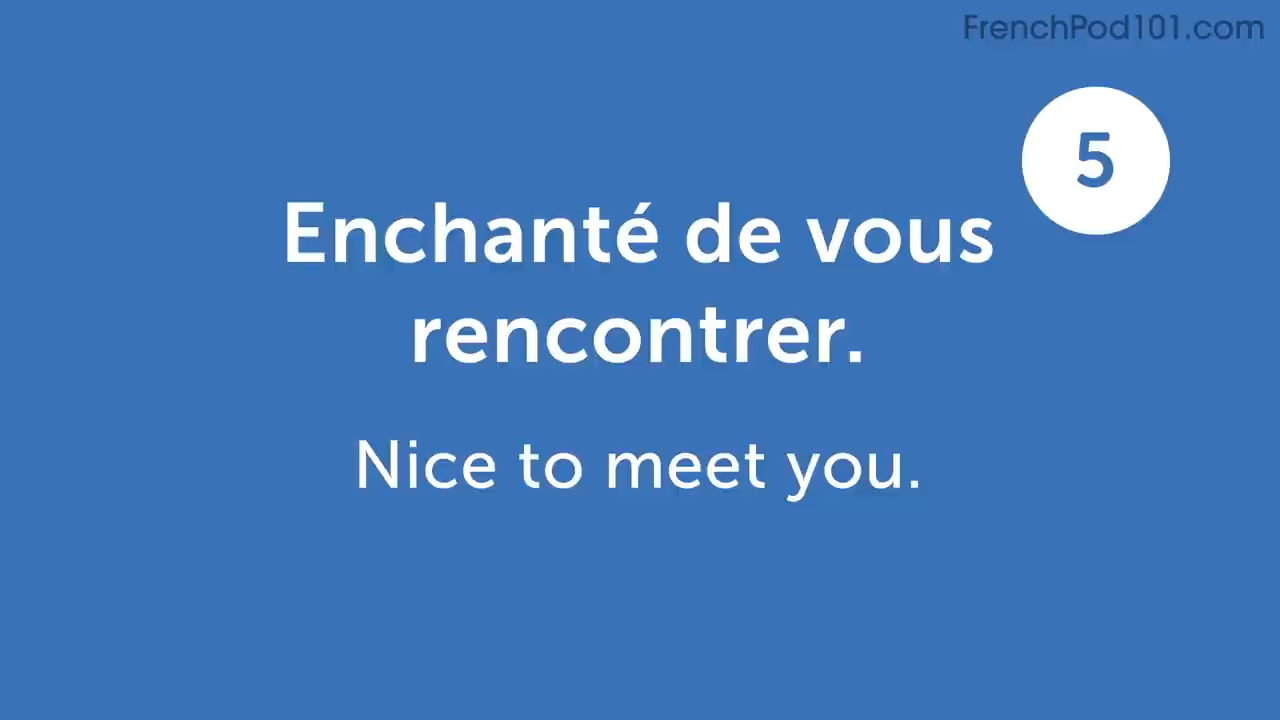 FrenchPod101.com
5
Enchanté de vous
rencontrer.
Nice to meet you.